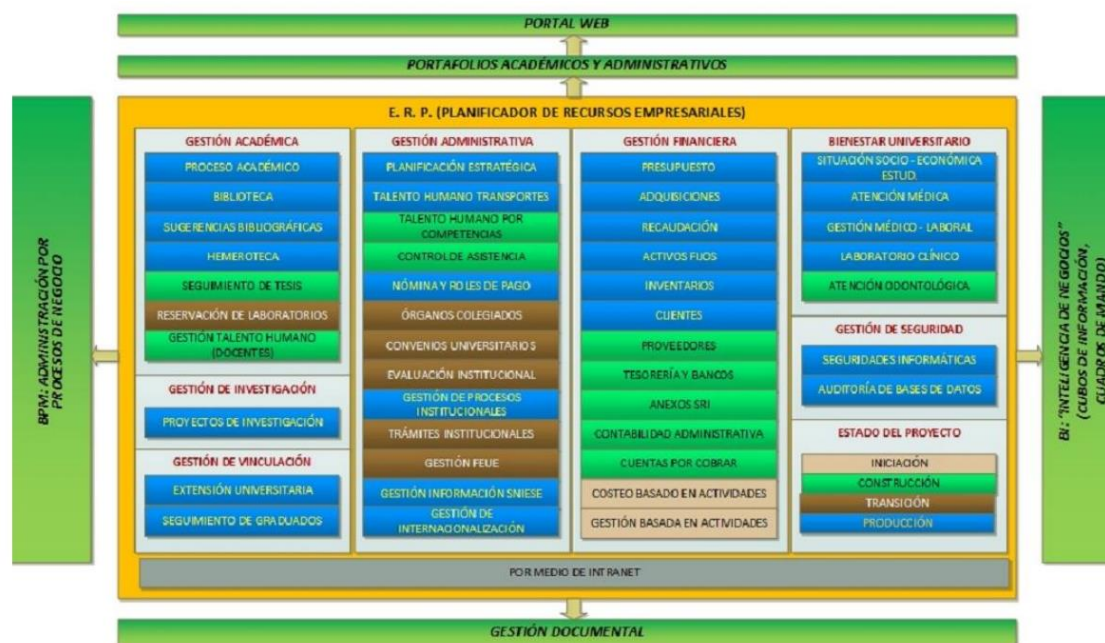 PORTAL WEB
PORTAFOLIOS ACADÉMICOS Y ADMINISTRATIVOS
BPM: ADMINISTRACIÓN POR
PROCESOS DE NEGOCIO
E. R. P. (PLANIFICADOR DE RECURSOS EMPRESARIALES)
GESTIÓN ACADÉMICA
PROCESO ACADÉMICO
BIBLIOTECA
SUGERENCIAS BIBLIOGRÁFICAS
HEMEROTECA
SEGUIMIENTO DE TESIS
RESERVACIÓN DE LABORATORIOS
GESTIÓN TALENTO HUMANO
(DOCENTES)
GESTIÓN DE INVESTIGACIÓN
PROYECTOS DE INVESTIGACIÓN
GESTIÓN DE VINCULACIÓN
EXTENSIÓN UNIVERSITARIA
SEGUIMIENTO DE GRADUADOS
GESTIÓN ADMINISTRATIVA
PLANIFICACIÓN ESTRATÉGICA
TALENTO HUMANO TRANSPORTES
TALENTO HUMANO POR
COMPETENCIAS
CONTROL DE ASISTENCIA
NÓMINA Y ROLES DE PAGO
ÓRGANOS COLEGIADOS
CONVENIOS UNIVERSITARIOS
EVALUACIÓN INSTITUCIONAL
GESTIÓN DE PROCESOS
INSTITUCIONALES
TRÁMITES INSTITUCIONALES
GESTIÓN FEUE
GESTIÓN INFORMACIÓN SNIESE
GESTIÓN DE
INTERNACIONALIZACIÓN
GESTIÓN FINANCIERA
PRESUPUESTO
ADQUISICIONES
RECAUDACIÓN
ACTIVOS FIJOS
INVENTARIOS
CLIENTES
PROVEEDORES
TESORERÍA Y BANCOS
ANEXOS SRI
CONTABILIDAD ADMINISTRATIVA
CUENTAS POR COBRAR
COSTEO BASADO EN ACTIVIDADES
GESTIÓN BASADA EN ACTIVIDADES
BIENESTAR UNIVERSITARIO
SITUACIÓN SOCIO - ECONÓMICA
ESTUD.
ATENCIÓN MÉDICA
GESTIÓN MÉDICO - LABORAL
LABORATORIO CLÍNICO
ATENCIÓN ODONTOLÓGICA
GESTIÓN DE SEGURIDAD
SEGURIDADES INFORMÁTICAS
AUDITORÍA DE BASES DE DATOS
ESTADO DEL PROYECTO
INICIACIÓN
CONSTRUCCIÓN
TRANSICIÓN
PRODUCCIÓN
BI: "INTELIGENCIA DE NEGOCIOS"
(CUBOS DE INFORMACIÓN,
CUADROS DE MANDO)
POR MEDIO DE INTRANET
GESTIÓN DOCUMENTAL